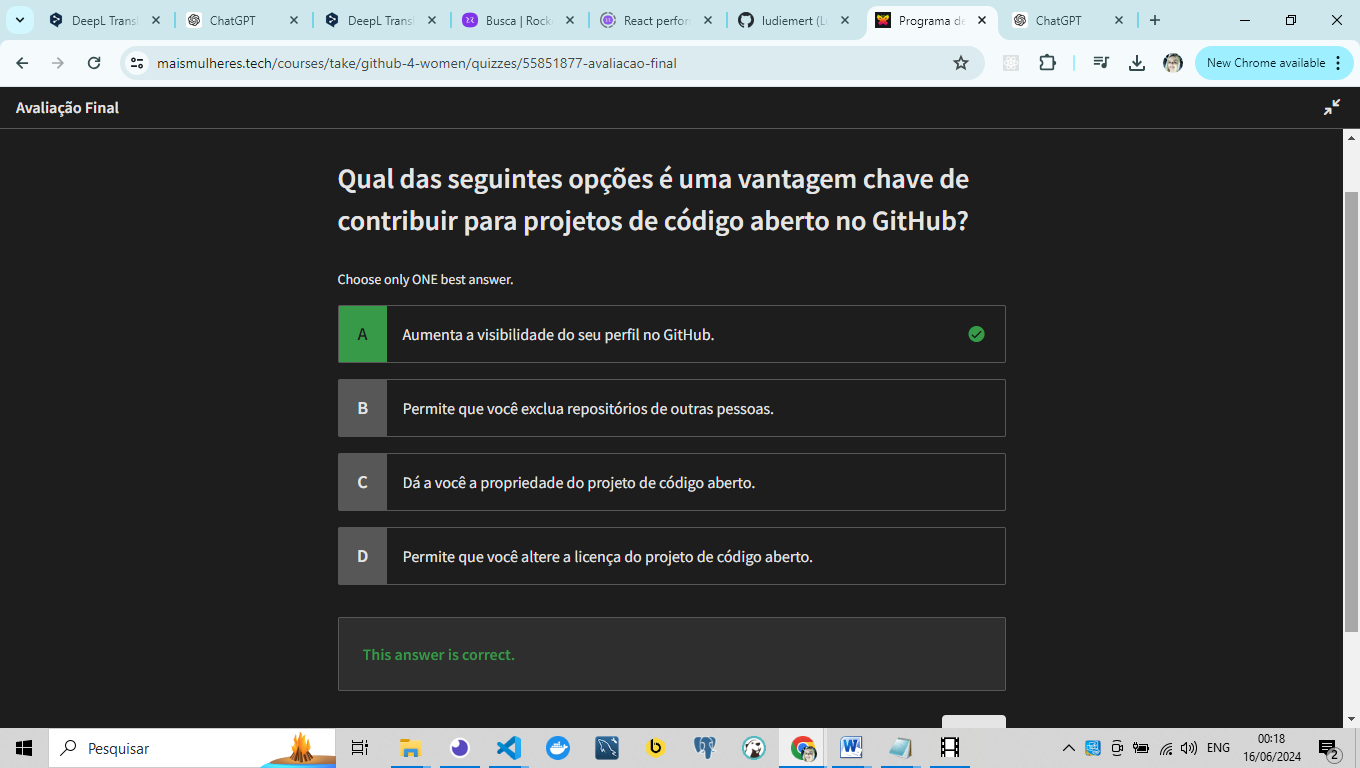 DeepL Transl
ChatGPT
DeepL Transl
Busca | Rock
React perfor
ludiemert (L
Programa de
ChatGPT
maismulheres.tech/courses/take/github-4-women/quizzes/55851877-avaliacao-final
New Chrome available
Avaliação Final
Qual das seguintes opções é uma vantagem chave de
contribuir para projetos de código aberto no GitHub?
Choose only ONE best answer.
A Aumenta a visibilidade do seu perfil no GitHub.
B Permite que você exclua repositórios de outras pessoas.
C Dá a você a propriedade do projeto de código aberto.
D Permite que você altere a licença do projeto de código aberto.
This answer is correct.
Pesquisar
ENG
00:18
16/06/2024
2